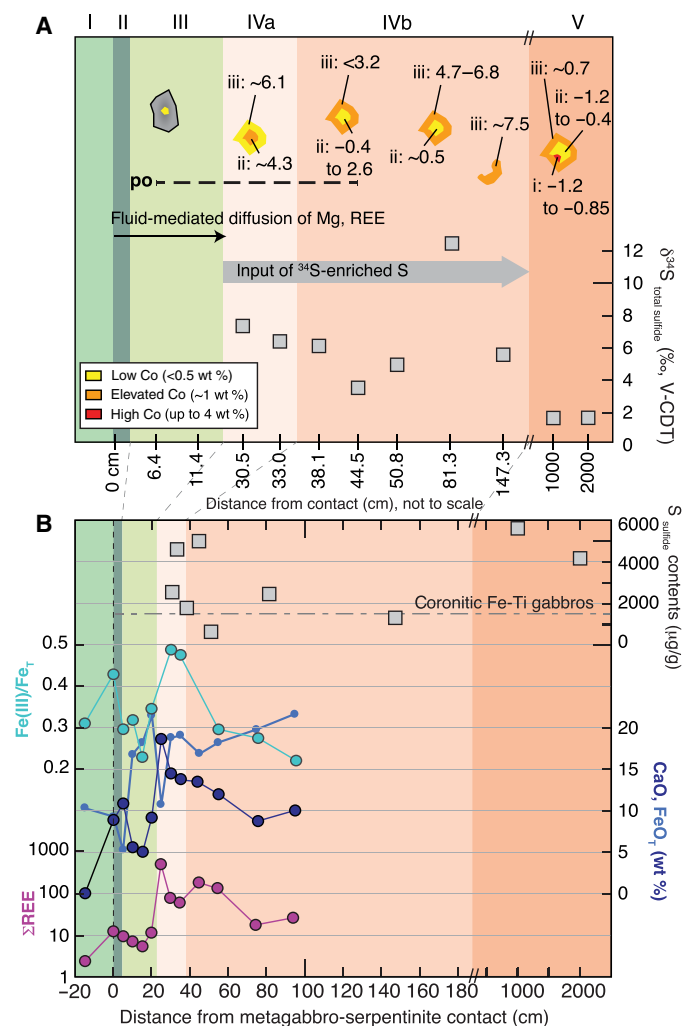 I II III IVa IVb V
A
iii: ~6.1
ii: ~4.3
iii: <3.2
ii: −0.4
to 2.6
iii: 4.7–6.8
ii: ~0.5
iii: ~7.5
iii: ~0.7
ii: −1.2
to −0.4
i: −1.2
to −0.85
po
Fluid-mediated diffusion of Mg, REE
Input of ³⁴S-enriched S
Low Co (<0.5 wt %)
Elevated Co (~1 wt %)
High Co (up to 4 wt %)
12
10
8
6
4
2
0
δ³⁴S total sulfide (‰, V-CDT)
0 cm 6.4 11.4 30.5 33.0 38.1 44.5 50.8 81.3 147.3 1000 2000
Distance from contact (cm), not to scale
B
6000
4000
2000
0
S sulfide contents (µg/g)
Coronitic Fe-Ti gabbros
0.5
0.4
0.3
0.2
Fe(III)/Fe_T
20
15
10
5
0
CaO, FeO_T (wt %)
1000
100
10
1
ΣREE
−20 0 20 40 60 80 100 120 140 160 180 1000 2000
Distance from metagabbro-serpentinite contact (cm)